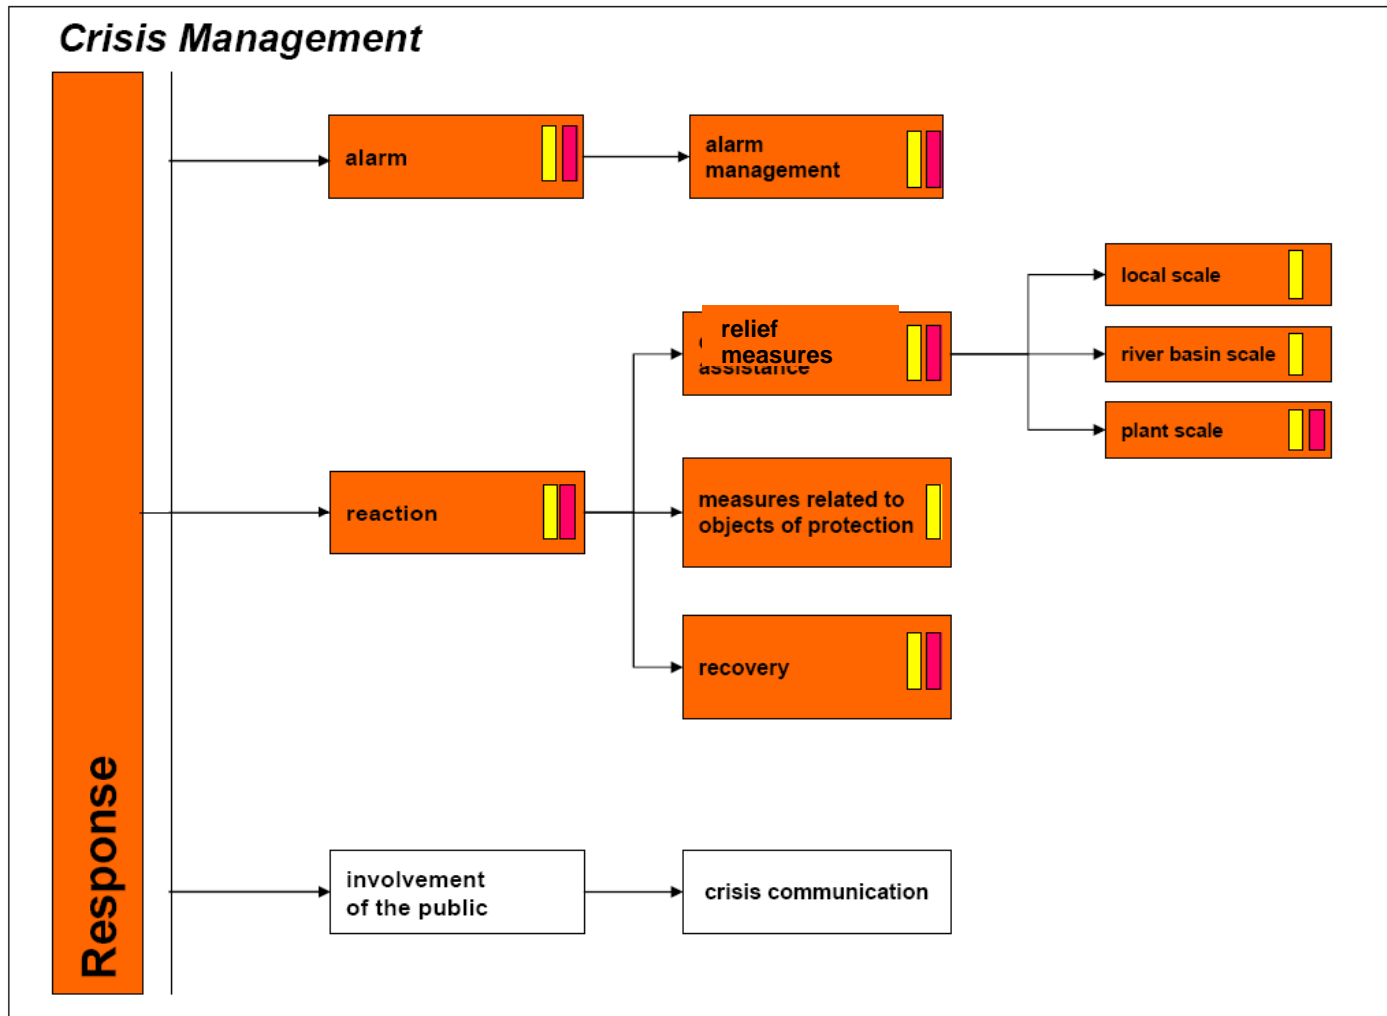 Crisis Management
Response
alarm
alarm
management
local scale
relief
measures
assistance
river basin scale
plant scale
reaction
measures related to
objects of protection
recovery
involvement
of the public
crisis communication